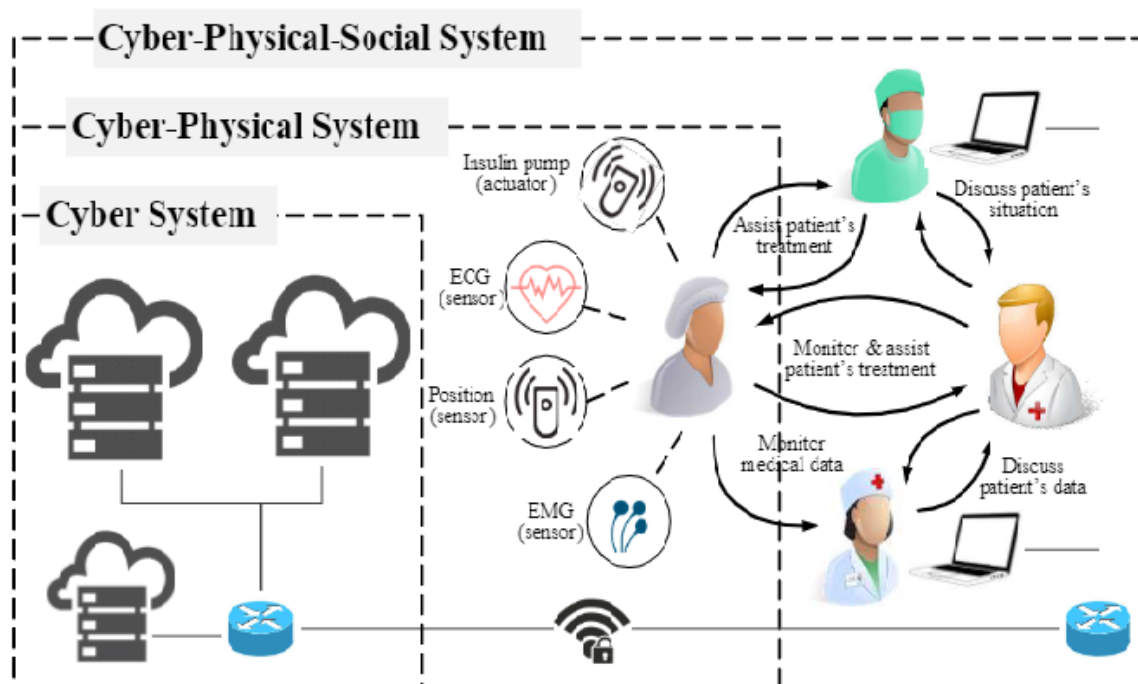 Cyber-Physical-Social System
Cyber-Physical System
Cyber System
Insulin pump
(actuator)
ECG
(sensor)
Position
(sensor)
EMG
(sensor)
Assist patient's
treatment
Discuss patient's
situation
Monitor & assist
patient's treatment
Monitor
medical data
Discuss
patient's data